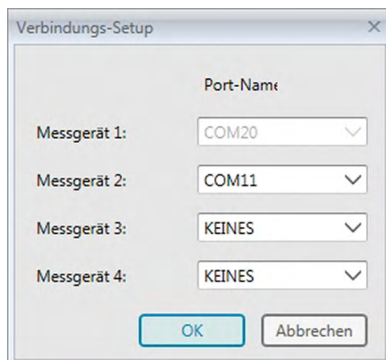 Verbindungs-Setup
Port-Name
Messgerät 1: COM20
Messgerät 2: COM11
Messgerät 3: KEINES
Messgerät 4: KEINES
OK Abbrechen